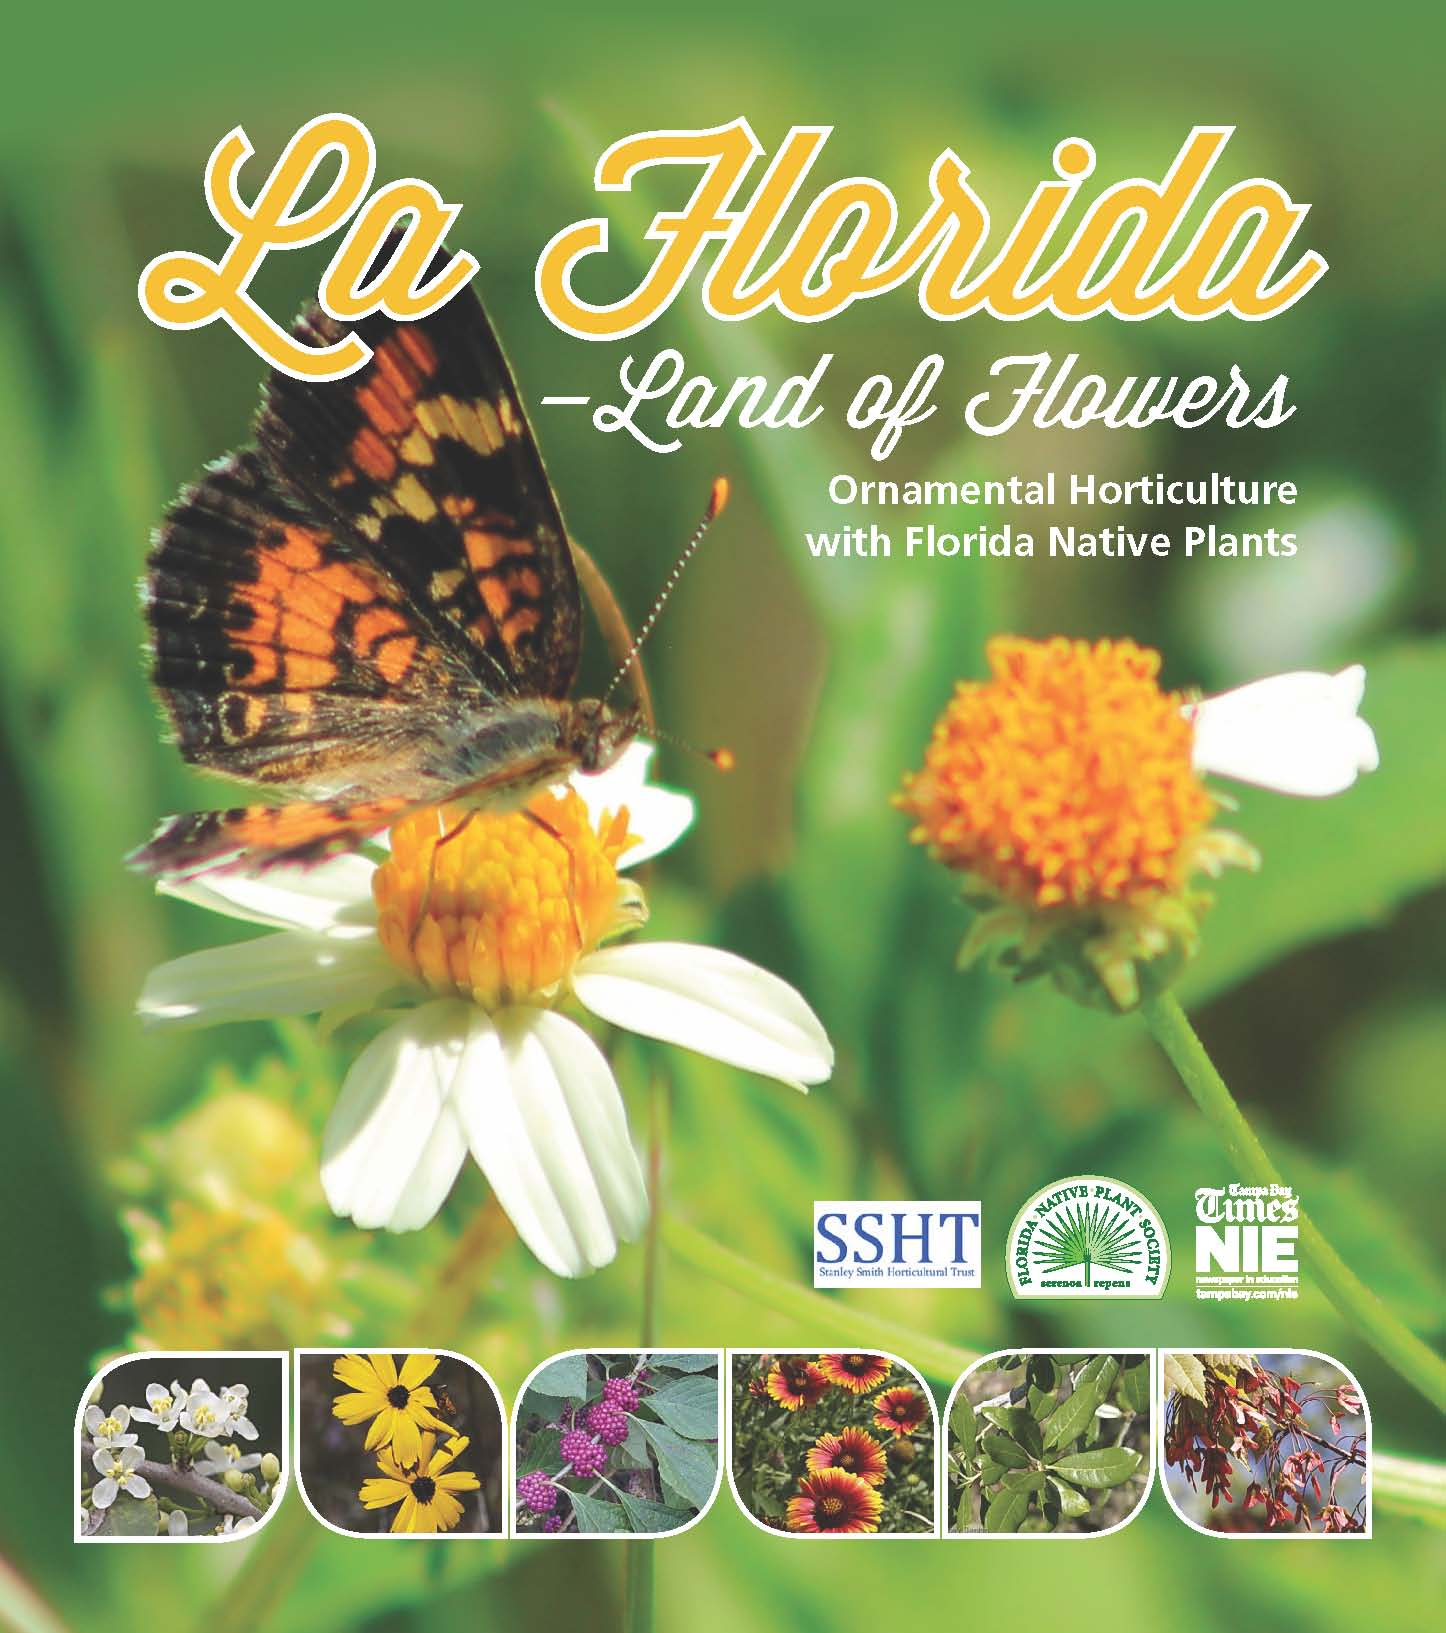 La Florida
–Land of Flowers
Ornamental Horticulture
with Florida Native Plants
SSHT
Stanley Smith Horticultural Trust
FLORIDA·NATIVE·PLANT·SOCIETY
serenoa repens
Tampa Bay
Times
NIE
newspaper in education
tampabay.com/nie